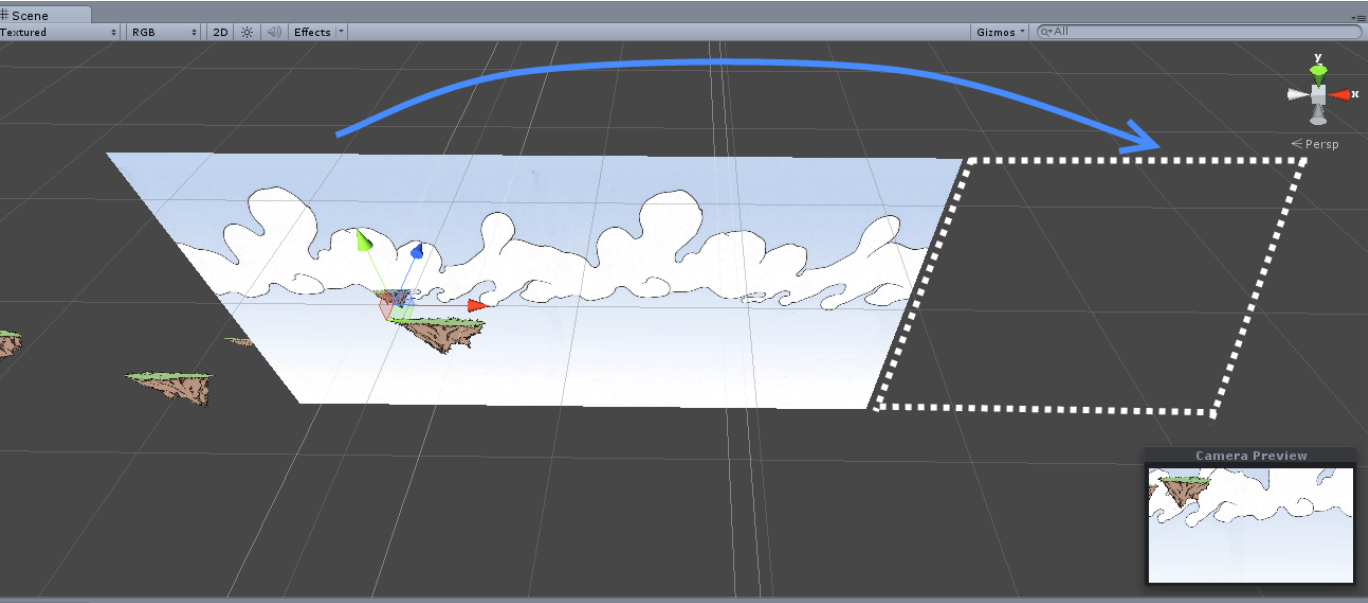 # Scene
Textured RGB 2D Effects Gizmos All
y
x
Persp
Camera Preview